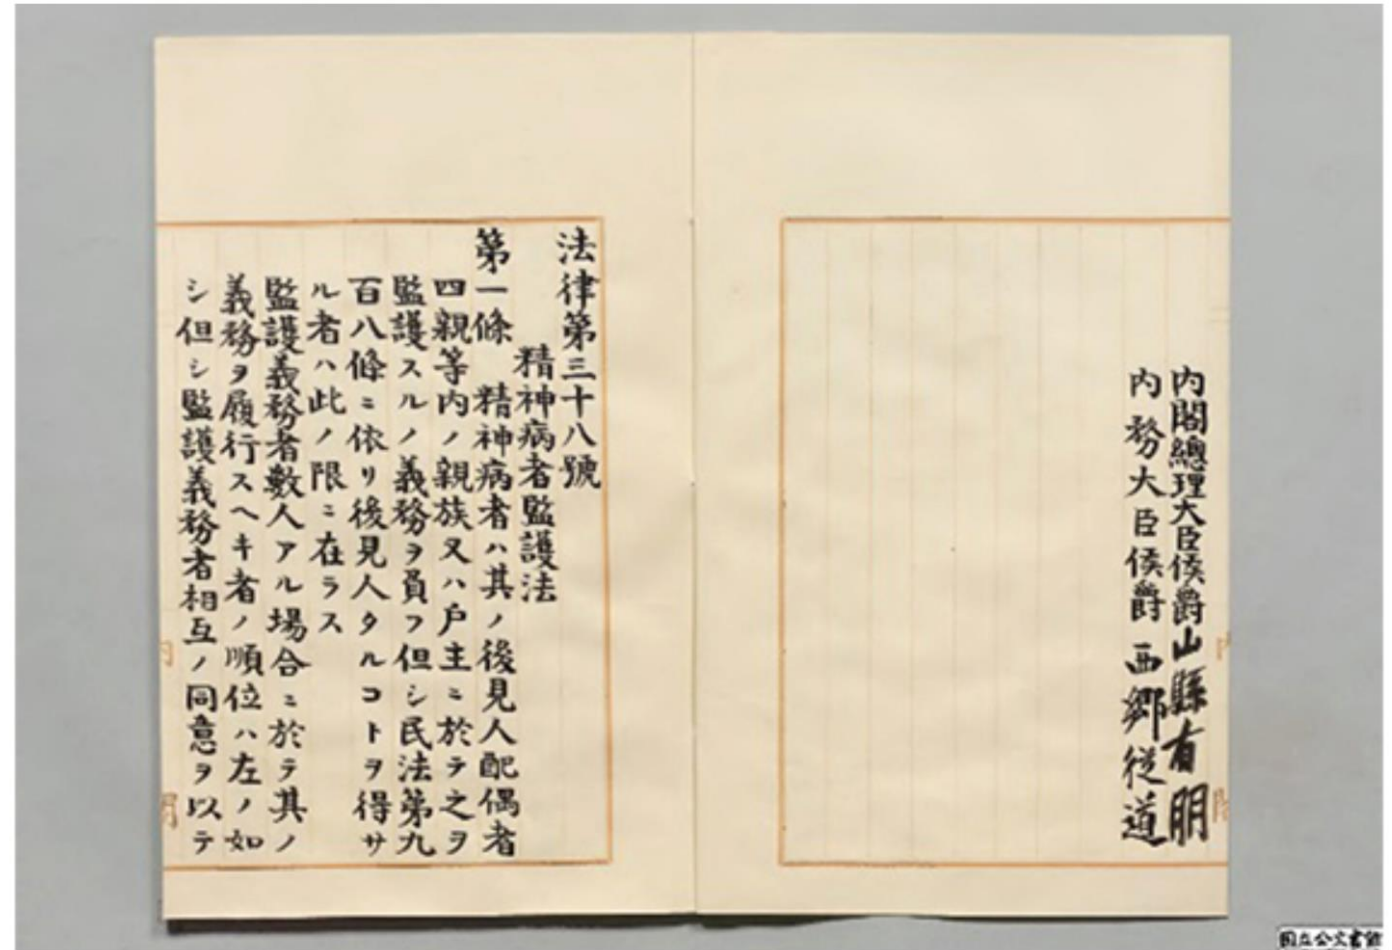 内閣總理大臣侯爵山縣有朋
内務大臣侯爵西郷従道
法律第三十八號
精神病者監護法
第一條　精神病者ハ其ノ後見人配偶者
四親等内ノ親族又ハ戸主ニ於テ之ヲ
監護スルノ義務ヲ負フ但シ民法第九
百八條ニ依リ後見人タルコトヲ得サ
ル者ハ此ノ限ニ在ラス
監護義務者數人アル場合ニ於テ其ノ
義務ヲ履行スヘキ者ノ順位ハ左ノ如
シ但シ監護義務者相互ノ同意ヲ以テ
国立公文書館